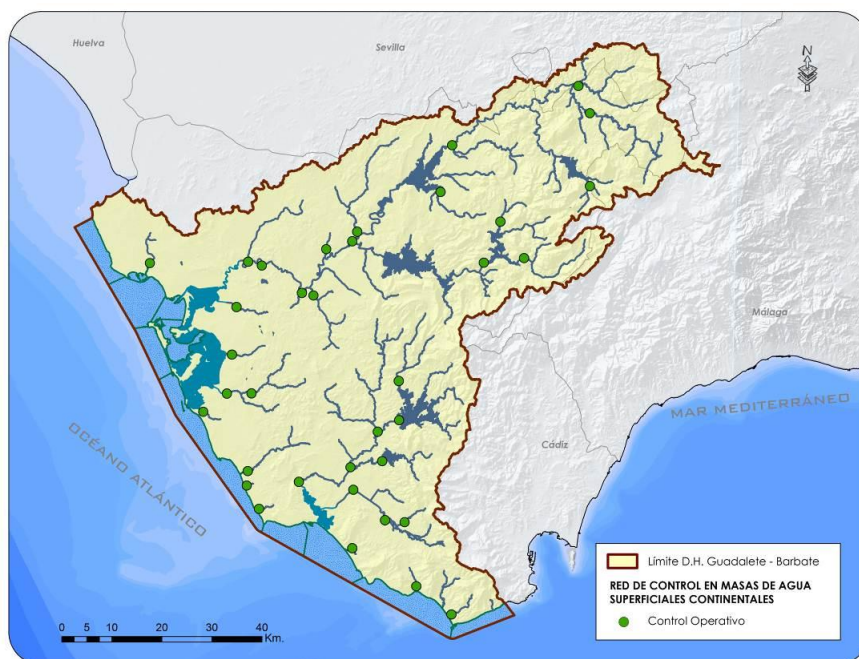 Huelva
Sevilla
N
Málaga
MAR MEDITERRÁNEO
Cádiz
OCÉANO ATLÁNTICO
Límite D.H. Guadalete - Barbate
RED DE CONTROL EN MASAS DE AGUA
SUPERFICIALES CONTINENTALES
Control Operativo
0 5 10 20 30 40
Km.